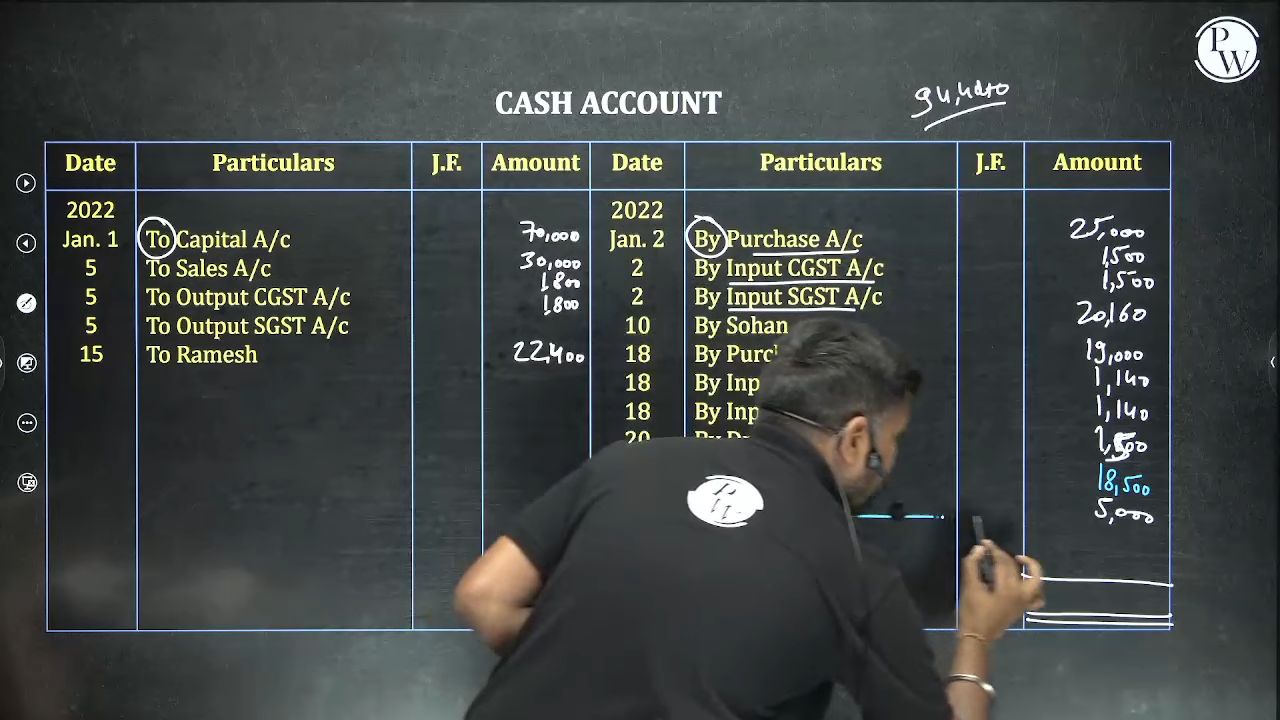 PW
CASH ACCOUNT 94,440
Date Particulars J.F. Amount Date Particulars J.F. Amount
2022 2022
Jan. 1 To Capital A/c 70,000 Jan. 2 By Purchase A/c 25,000
5 To Sales A/c 30,000 2 By Input CGST A/c 1,500
5 To Output CGST A/c 1,800 2 By Input SGST A/c 1,500
5 To Output SGST A/c 1,800 10 By Sohan 20,160
15 To Ramesh 22,400 18 By Purc 19,000
18 By Inp 1,140
18 By Inp 1,140
20 1,500
18,500
5,000
PW